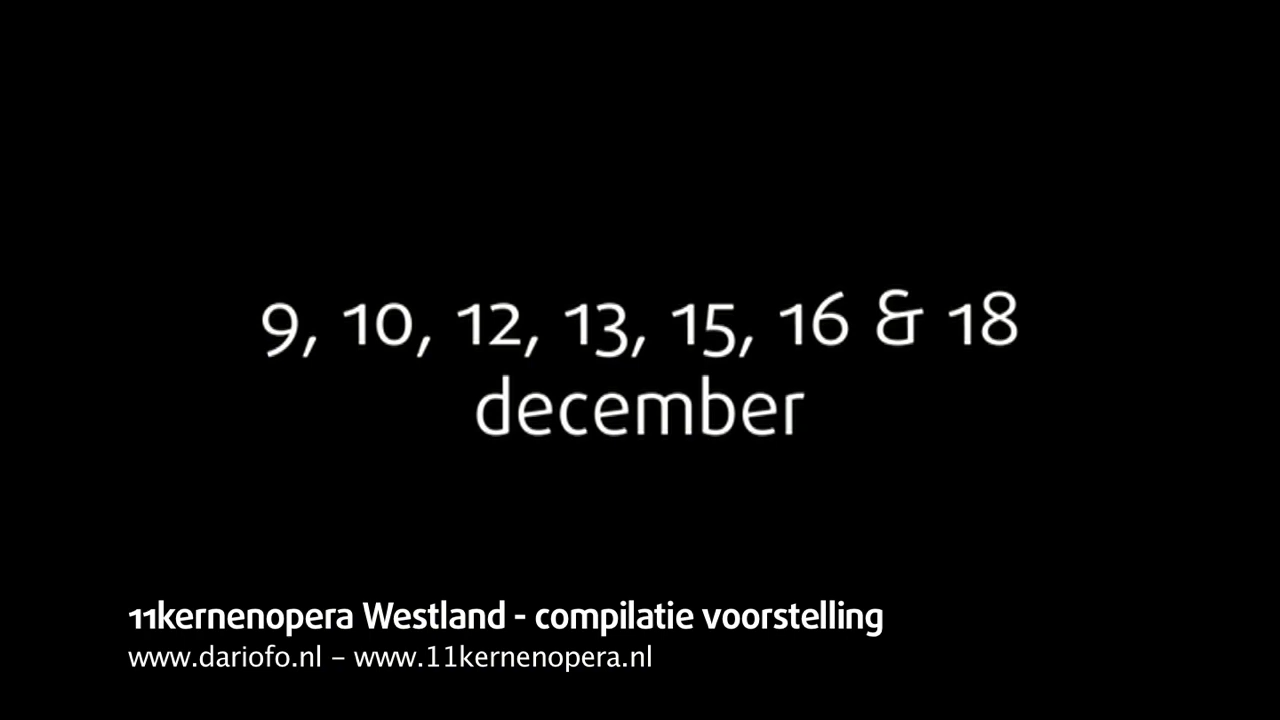 9, 10, 12, 13, 15, 16 & 18
december
11kernenopera Westland - compilatie voorstelling
www.dariofo.nl – www.11kernenopera.nl